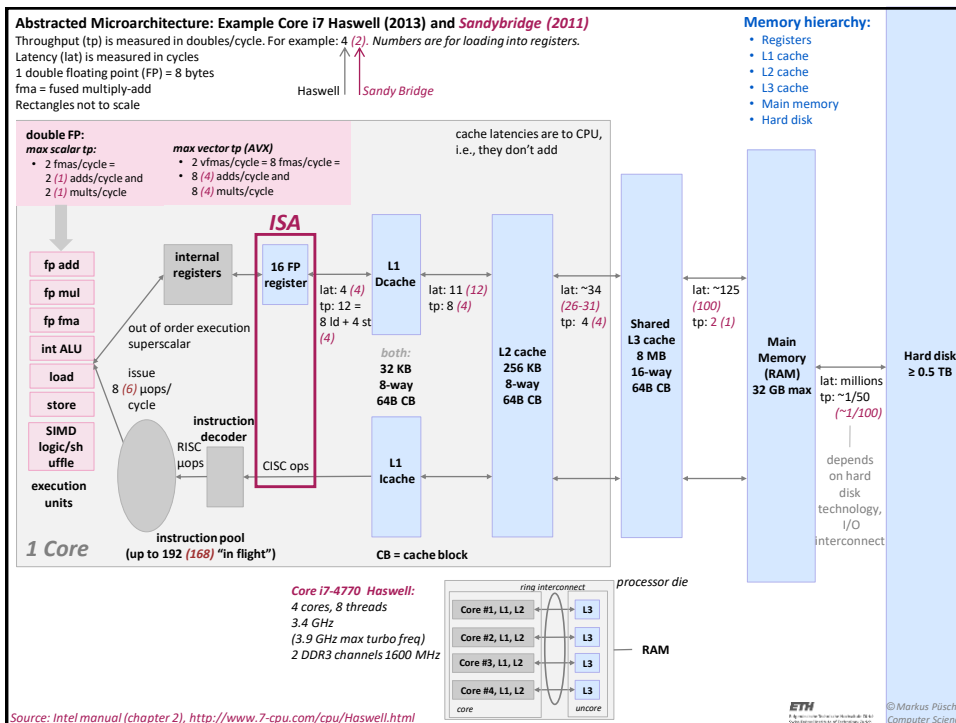 Abstracted Microarchitecture: Example Core i7 Haswell (2013) and Sandybridge (2011)
Throughput (tp) is measured in doubles/cycle. For example: 4 (2). Numbers are for loading into registers.
Latency (lat) is measured in cycles
1 double floating point (FP) = 8 bytes
fma = fused multiply-add
Rectangles not to scale
Haswell
Sandy Bridge
Memory hierarchy:
• Registers
• L1 cache
• L2 cache
• L3 cache
• Main memory
• Hard disk
double FP:
max scalar tp:
• 2 fmas/cycle =
2 (1) adds/cycle and
2 (1) mults/cycle
max vector tp (AVX)
• 2 vfmas/cycle = 8 fmas/cycle =
• 8 (4) adds/cycle and
8 (4) mults/cycle
cache latencies are to CPU,
i.e., they don't add
ISA
fp add
fp mul
fp fma
int ALU
load
store
SIMD
logic/sh
uffle
execution
units
internal
registers
16 FP
register
out of order execution
superscalar
issue
8 (6) µops/
cycle
lat: 4 (4)
tp: 12 =
8 ld + 4 st
(4)
L1
Dcache
both:
32 KB
8-way
64B CB
L1
Icache
lat: 11 (12)
tp: 8 (4)
L2 cache
256 KB
8-way
64B CB
lat: ~34
(26-31)
tp: 4 (4)
Shared
L3 cache
8 MB
16-way
64B CB
lat: ~125
(100)
tp: 2 (1)
Main
Memory
(RAM)
32 GB max
lat: millions
tp: ~1/50
(~1/100)
depends
on hard
disk
technology,
I/O
interconnect
Hard disk
≥ 0.5 TB
instruction
decoder
RISC
µops
CISC ops
instruction pool
(up to 192 (168) "in flight")
1 Core
CB = cache block
Core i7-4770 Haswell:
4 cores, 8 threads
3.4 GHz
(3.9 GHz max turbo freq)
2 DDR3 channels 1600 MHz
processor die
ring interconnect
Core #1, L1, L2
L3
Core #2, L1, L2
L3
Core #3, L1, L2
L3
Core #4, L1, L2
L3
core
uncore
RAM
Source: Intel manual (chapter 2), http://www.7-cpu.com/cpu/Haswell.html
ETH
© Markus Püsch
Computer Scienc